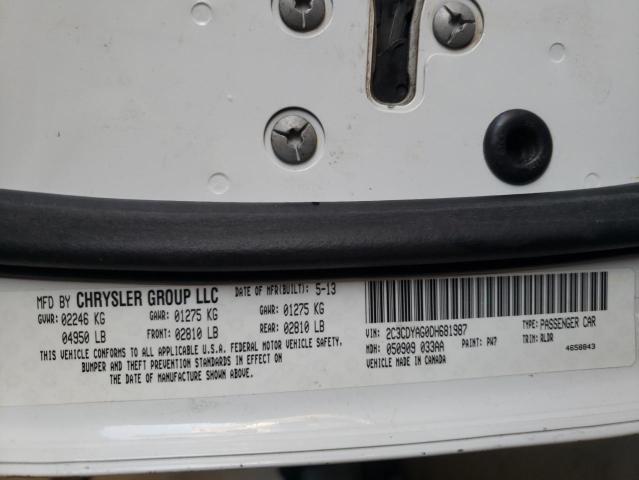 MFD BY CHRYSLER GROUP LLC DATE OF MFR(BUILT): 5-13
GVWR: 02246 KG GAWR: 01275 KG GAWR: 01275 KG
04950 LB FRONT: 02810 LB REAR: 02810 LB
THIS VEHICLE CONFORMS TO ALL APPLICABLE U.S.A. FEDERAL MOTOR VEHICLE SAFETY,
BUMPER AND THEFT PREVENTION STANDARDS IN EFFECT ON
THE DATE OF MANUFACTURE SHOWN ABOVE.
VIN: 2C3CDYAG0DH681987 TYPE: PASSENGER CAR
MDH: 050909 033AA PAINT: PW7 TRIM: RLDR
VEHICLE MADE IN CANADA 4658843